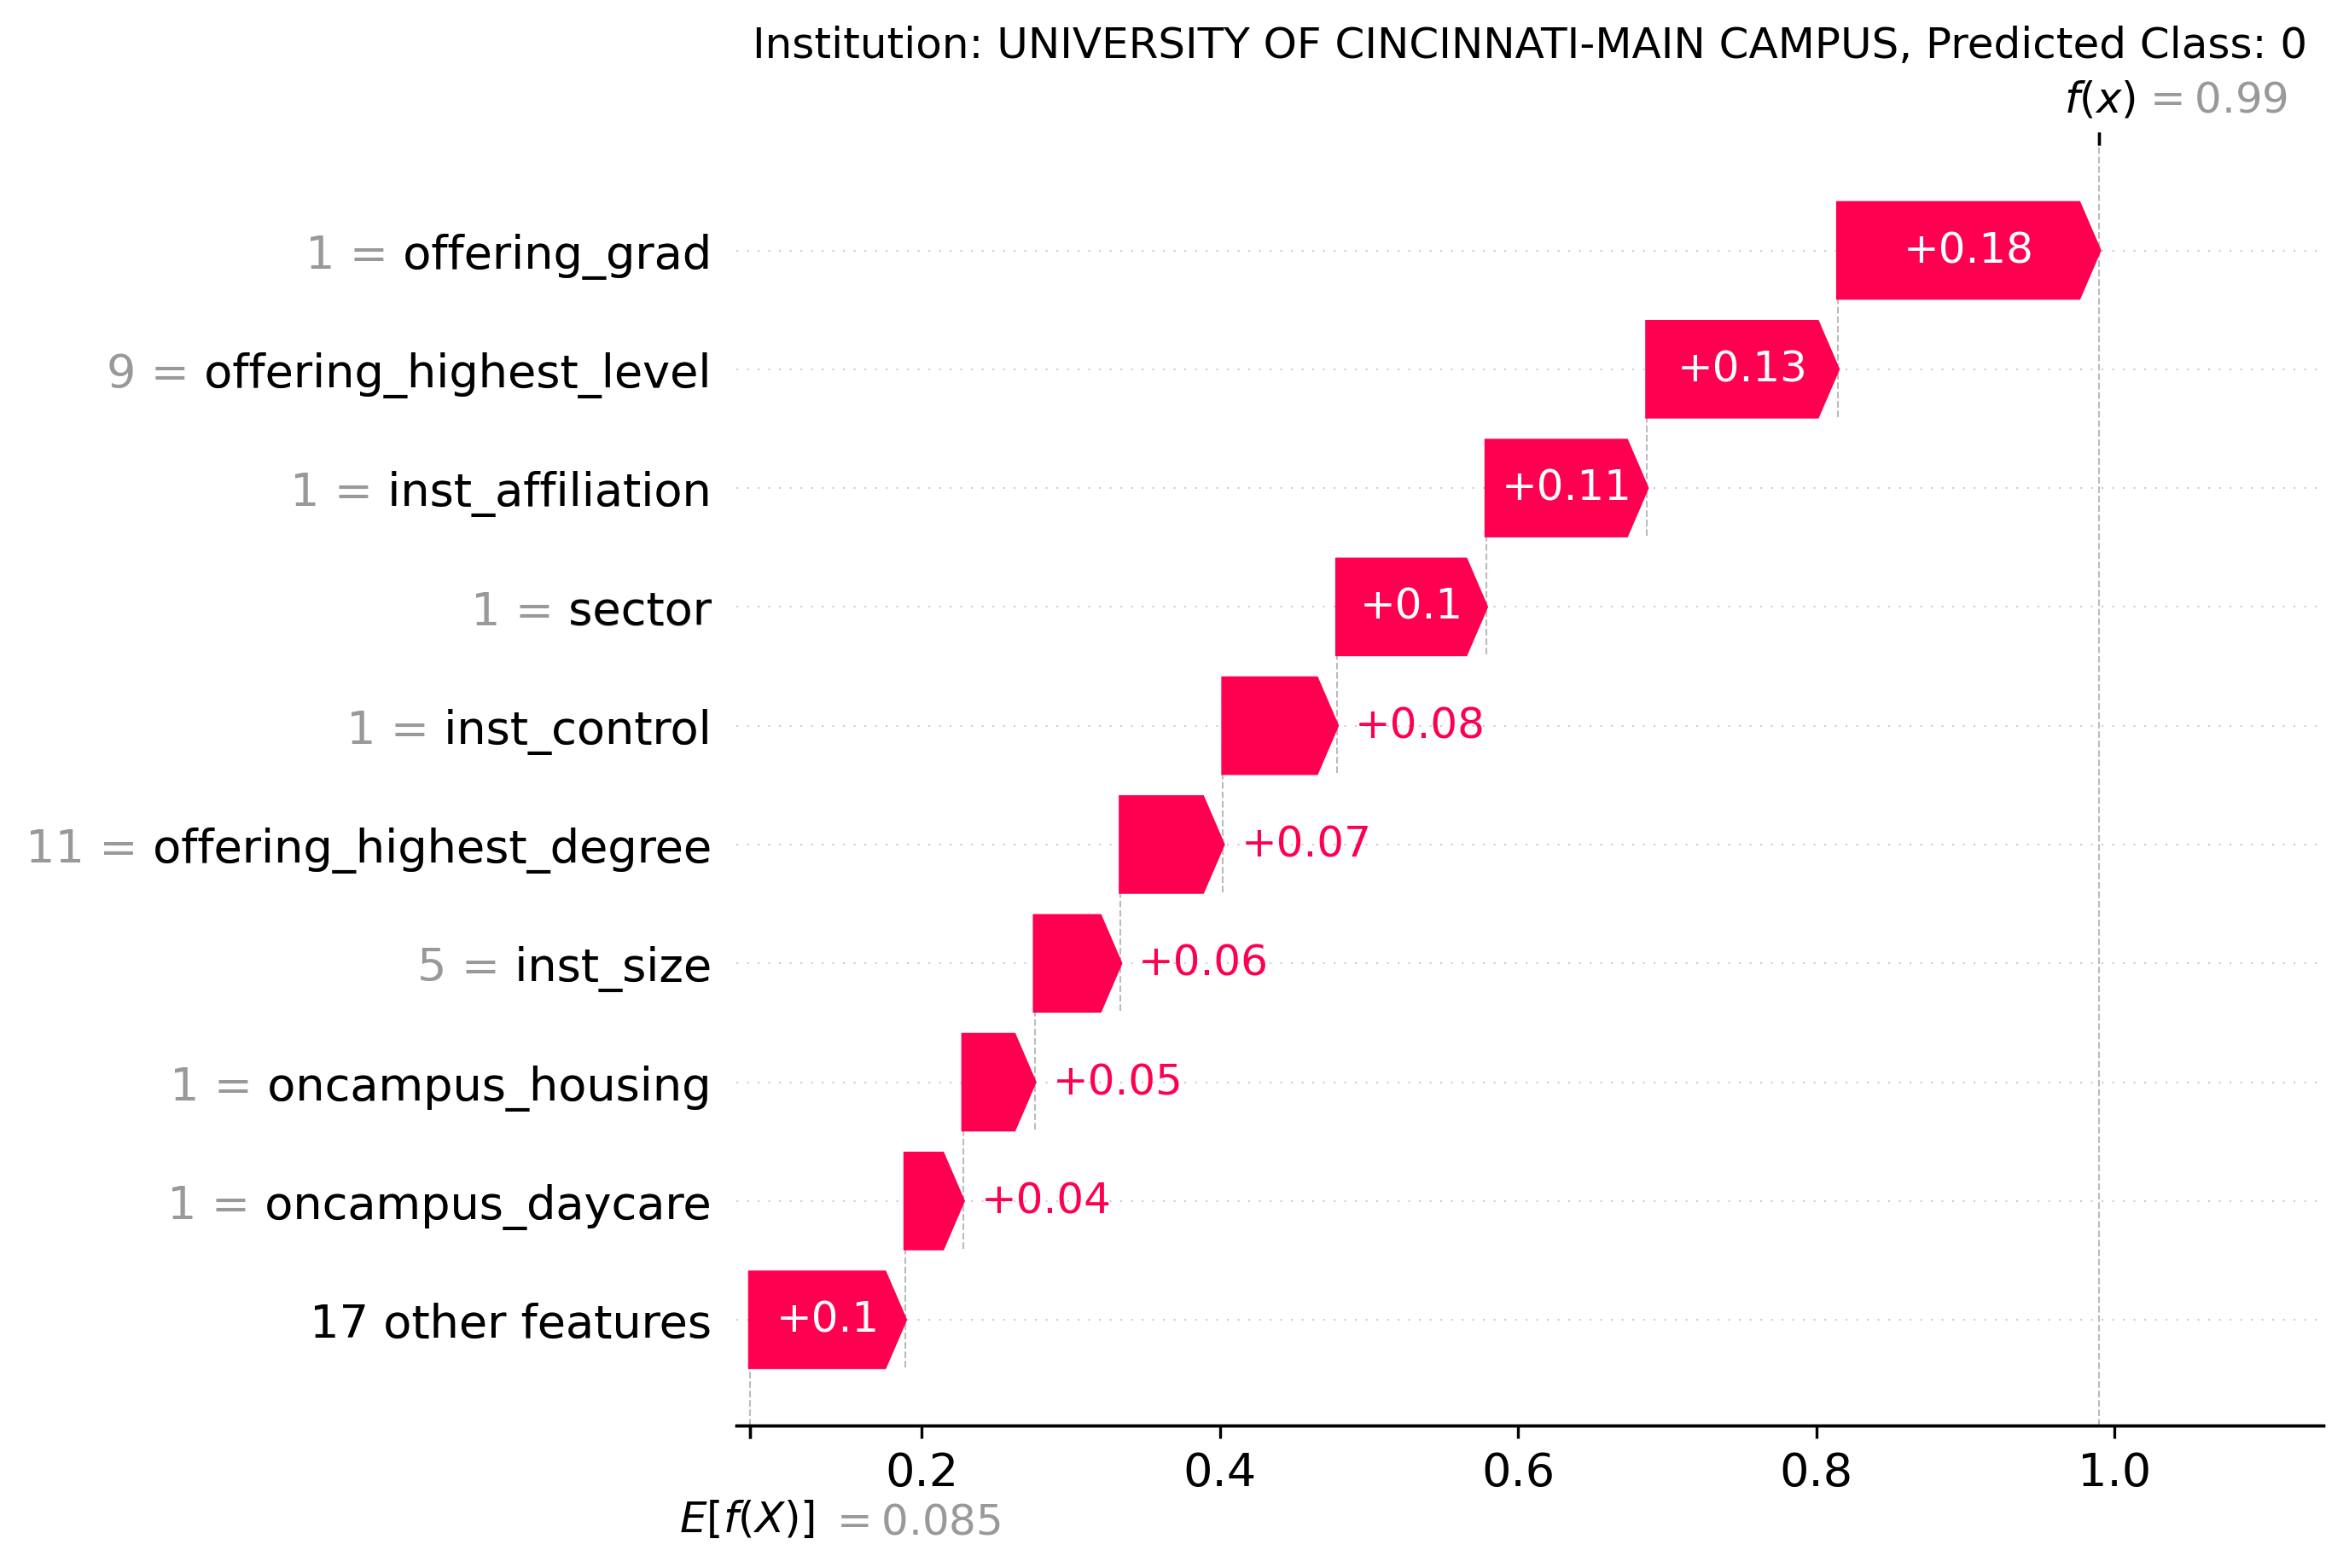 Institution: UNIVERSITY OF CINCINNATI-MAIN CAMPUS, Predicted Class: 0
f(x) = 0.99
1 = offering_grad +0.18
9 = offering_highest_level +0.13
1 = inst_affiliation +0.11
1 = sector +0.1
1 = inst_control +0.08
11 = offering_highest_degree +0.07
5 = inst_size +0.06
1 = oncampus_housing +0.05
1 = oncampus_daycare +0.04
17 other features +0.1
0.2 0.4 0.6 0.8 1.0
E[f(X)] = 0.085